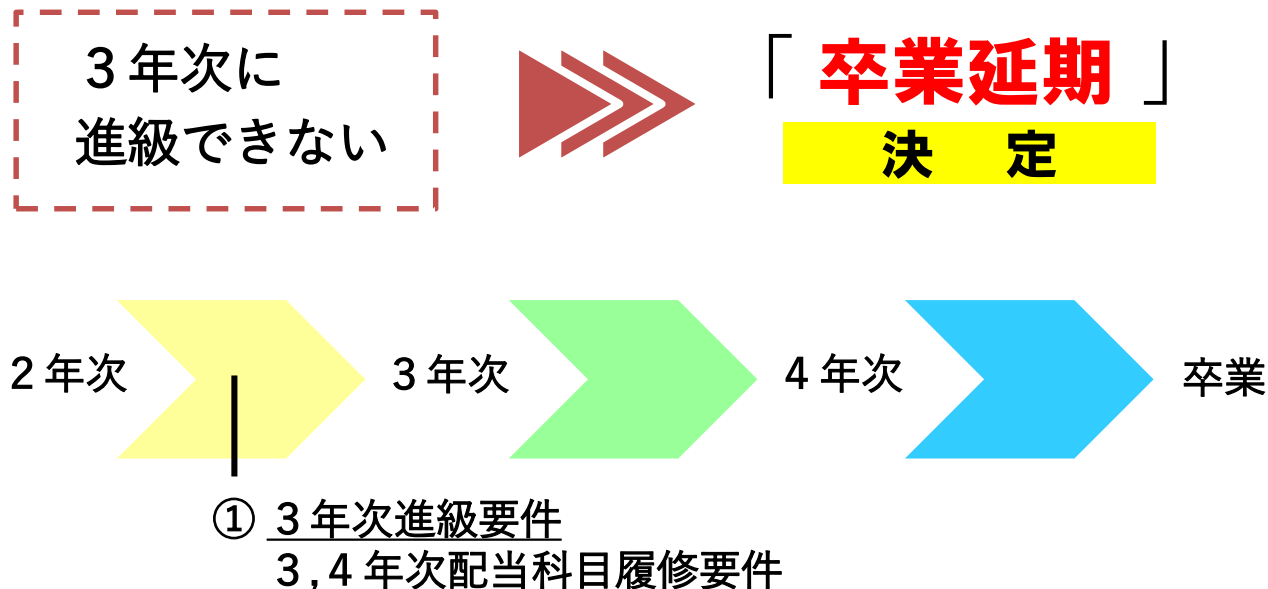 3年次に
進級できない
「卒業延期」
決 定
2年次
3年次
4年次
卒業
① 3年次進級要件
3,4年次配当科目履修要件